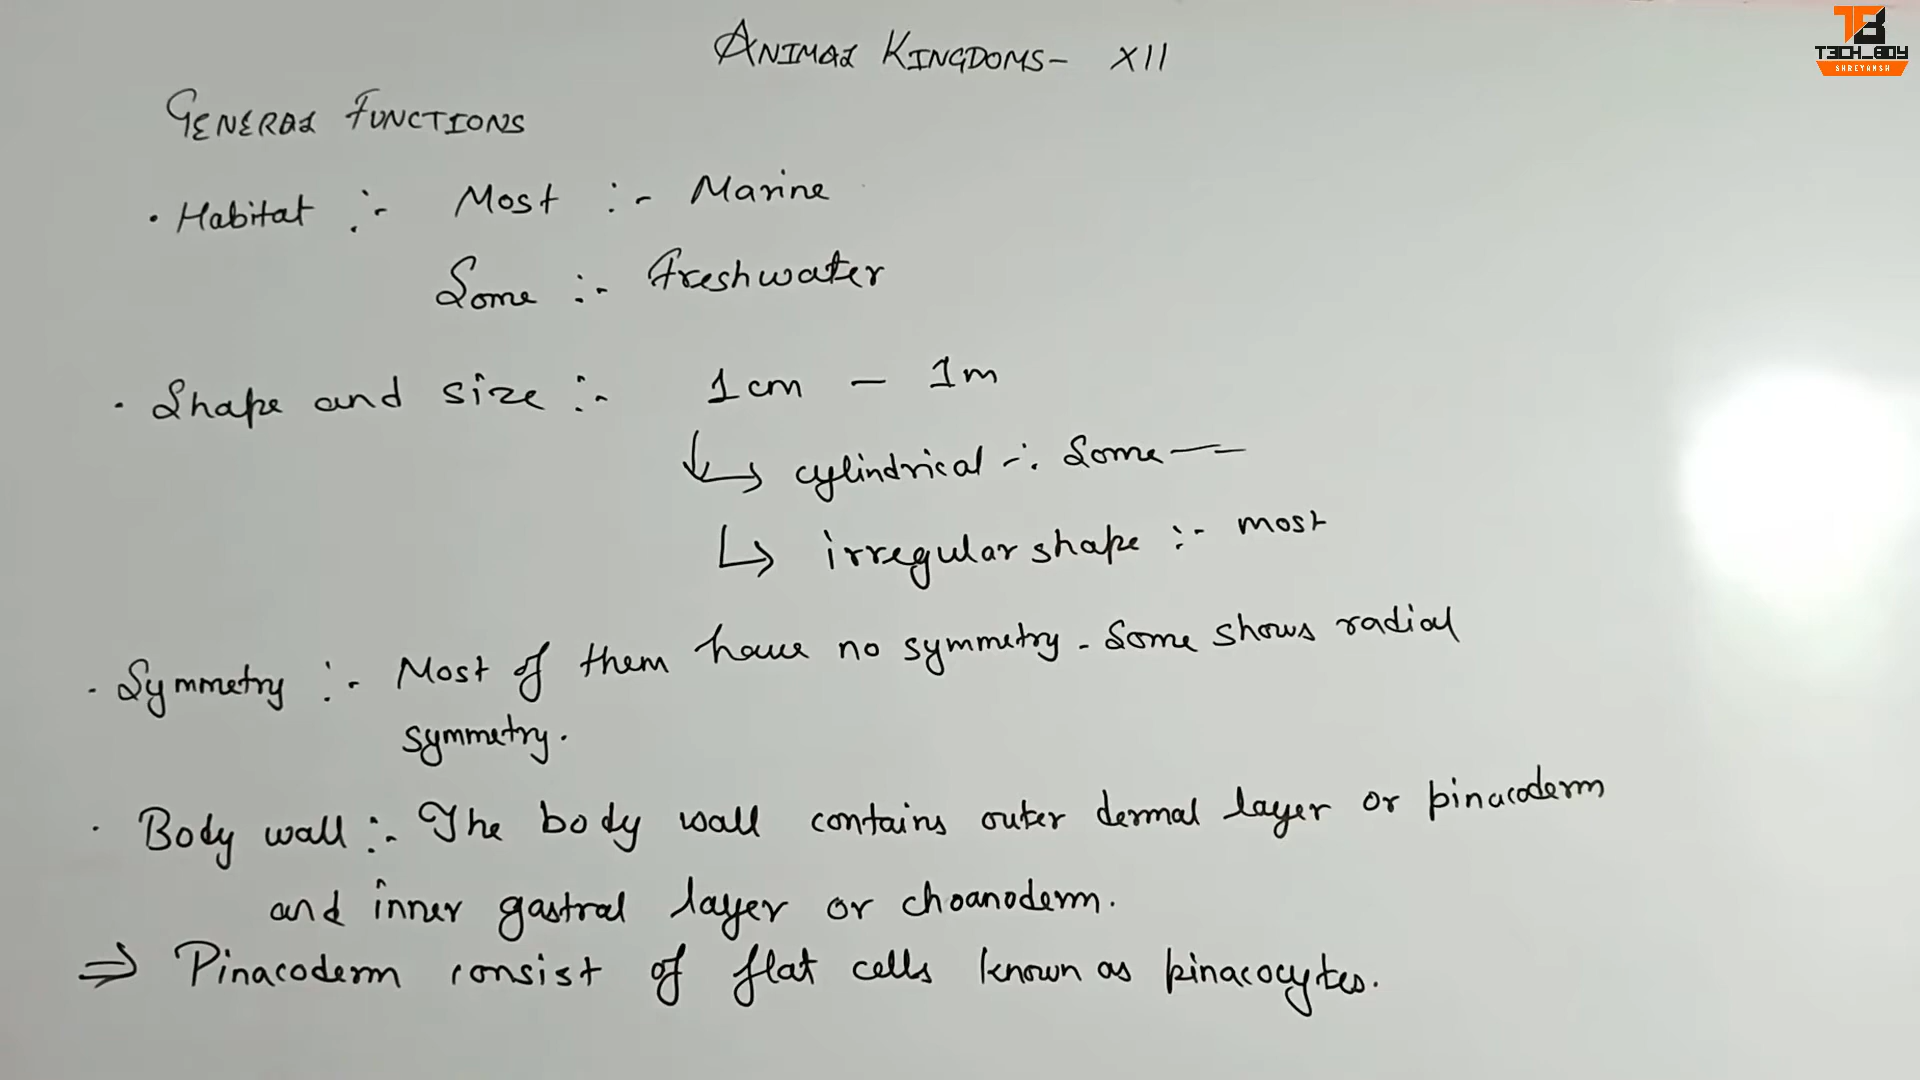 ANIMAL KINGDOMS- XII
T3CH_BOY
SHREYANSH
GENERAL FUNCTIONS
• Habitat :- Most :- Marine
Some :- Freshwater
• Shape and size :- 1cm - 1m
↳ cylindrical -: Some —
↳ irregular shape :- most
• Symmetry :- Most of them have no symmetry. Some shows radial
symmetry.
• Body wall :- The body wall contains outer dermal layer or pinacoderm
and inner gastral layer or choanoderm.
⇒ Pinacoderm consist of flat cells known as pinacocytes.